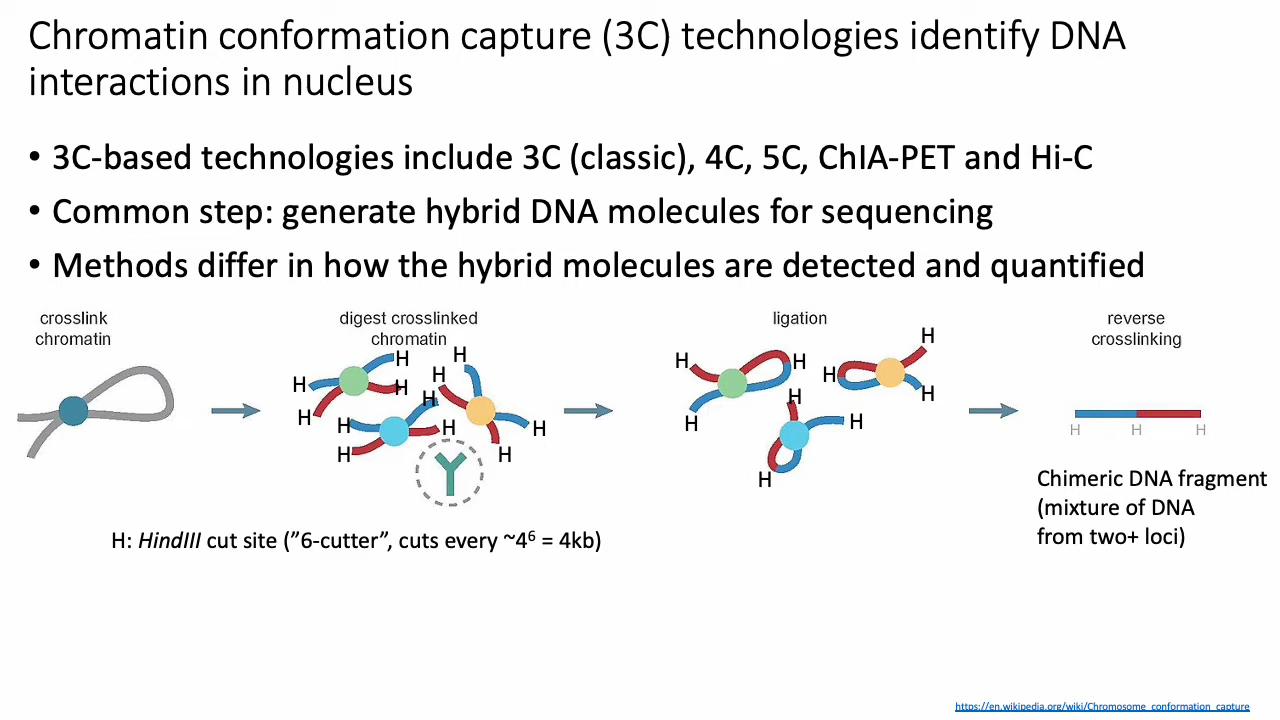 Chromatin conformation capture (3C) technologies identify DNA
interactions in nucleus
• 3C-based technologies include 3C (classic), 4C, 5C, ChIA-PET and Hi-C
• Common step: generate hybrid DNA molecules for sequencing
• Methods differ in how the hybrid molecules are detected and quantified
crosslink
chromatin
digest crosslinked
chromatin
H
H
H
H
H
H
H
H
H
H
H
H
ligation
H
H
H
H
H
H
H
H
H
reverse
crosslinking
H H H
Chimeric DNA fragment
(mixture of DNA
from two+ loci)
H: HindIII cut site (”6-cutter”, cuts every ~4⁶ = 4kb)
https://en.wikipedia.org/wiki/Chromosome_conformation_capture